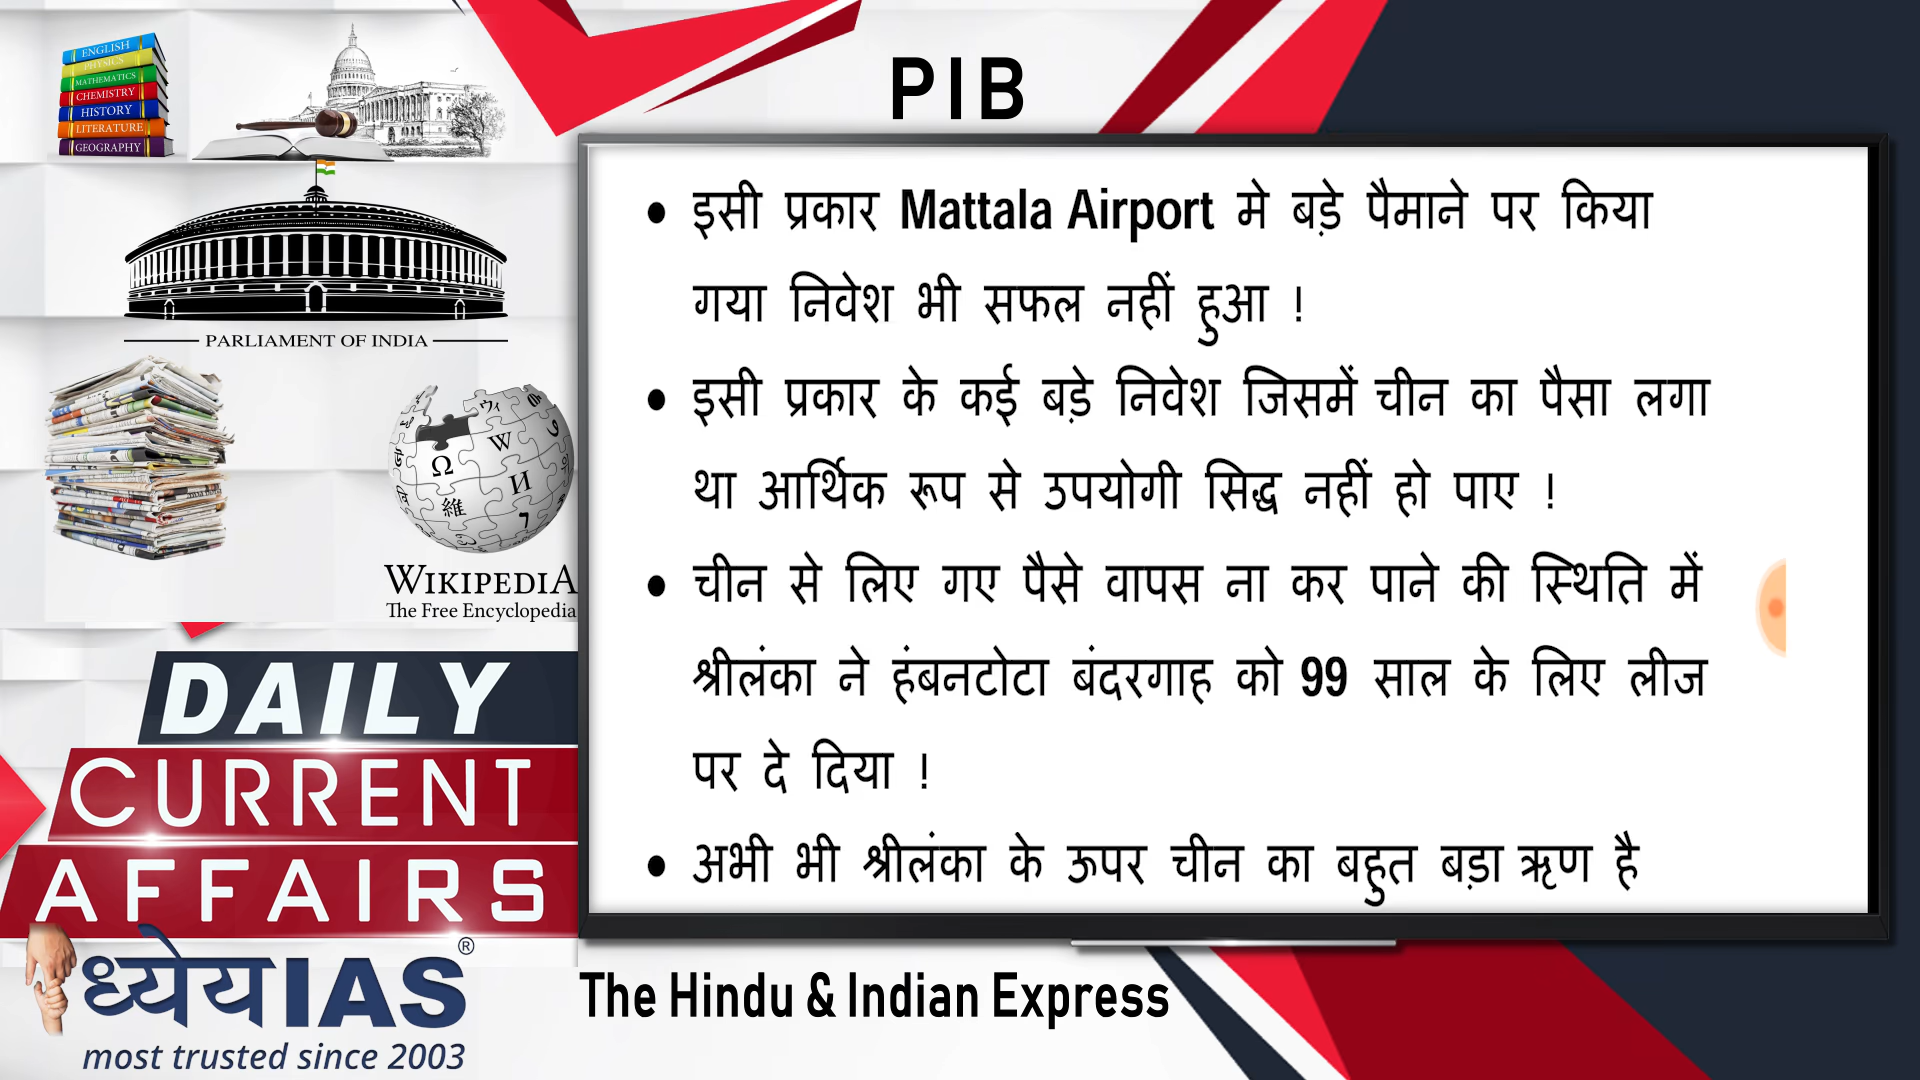 ENGLISH
PHYSICS
MATHEMATICS
CHEMISTRY
HISTORY
LITERATURE
GEOGRAPHY
PARLIAMENT OF INDIA
Ω
W
И
維
WIKIPEDIA
The Free Encyclopedia
DAILY
CURRENT
AFFAIRS
ध्येयIAS®
most trusted since 2003
PIB
• इसी प्रकार Mattala Airport मे बड़े पैमाने पर किया
गया निवेश भी सफल नहीं हुआ !
• इसी प्रकार के कई बड़े निवेश जिसमें चीन का पैसा लगा
था आर्थिक रूप से उपयोगी सिद्ध नहीं हो पाए !
• चीन से लिए गए पैसे वापस ना कर पाने की स्थिति में
श्रीलंका ने हंबनटोटा बंदरगाह को 99 साल के लिए लीज
पर दे दिया !
• अभी भी श्रीलंका के ऊपर चीन का बहुत बड़ा ऋण है
The Hindu & Indian Express